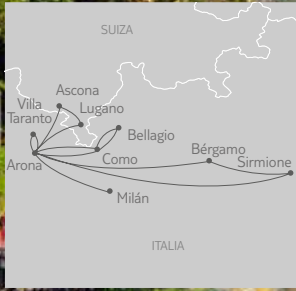 SUIZA
Ascona
Villa
Taranto
Lugano
Bellagio
Arona
Como
Bérgamo
Sirmione
Milán
ITALIA